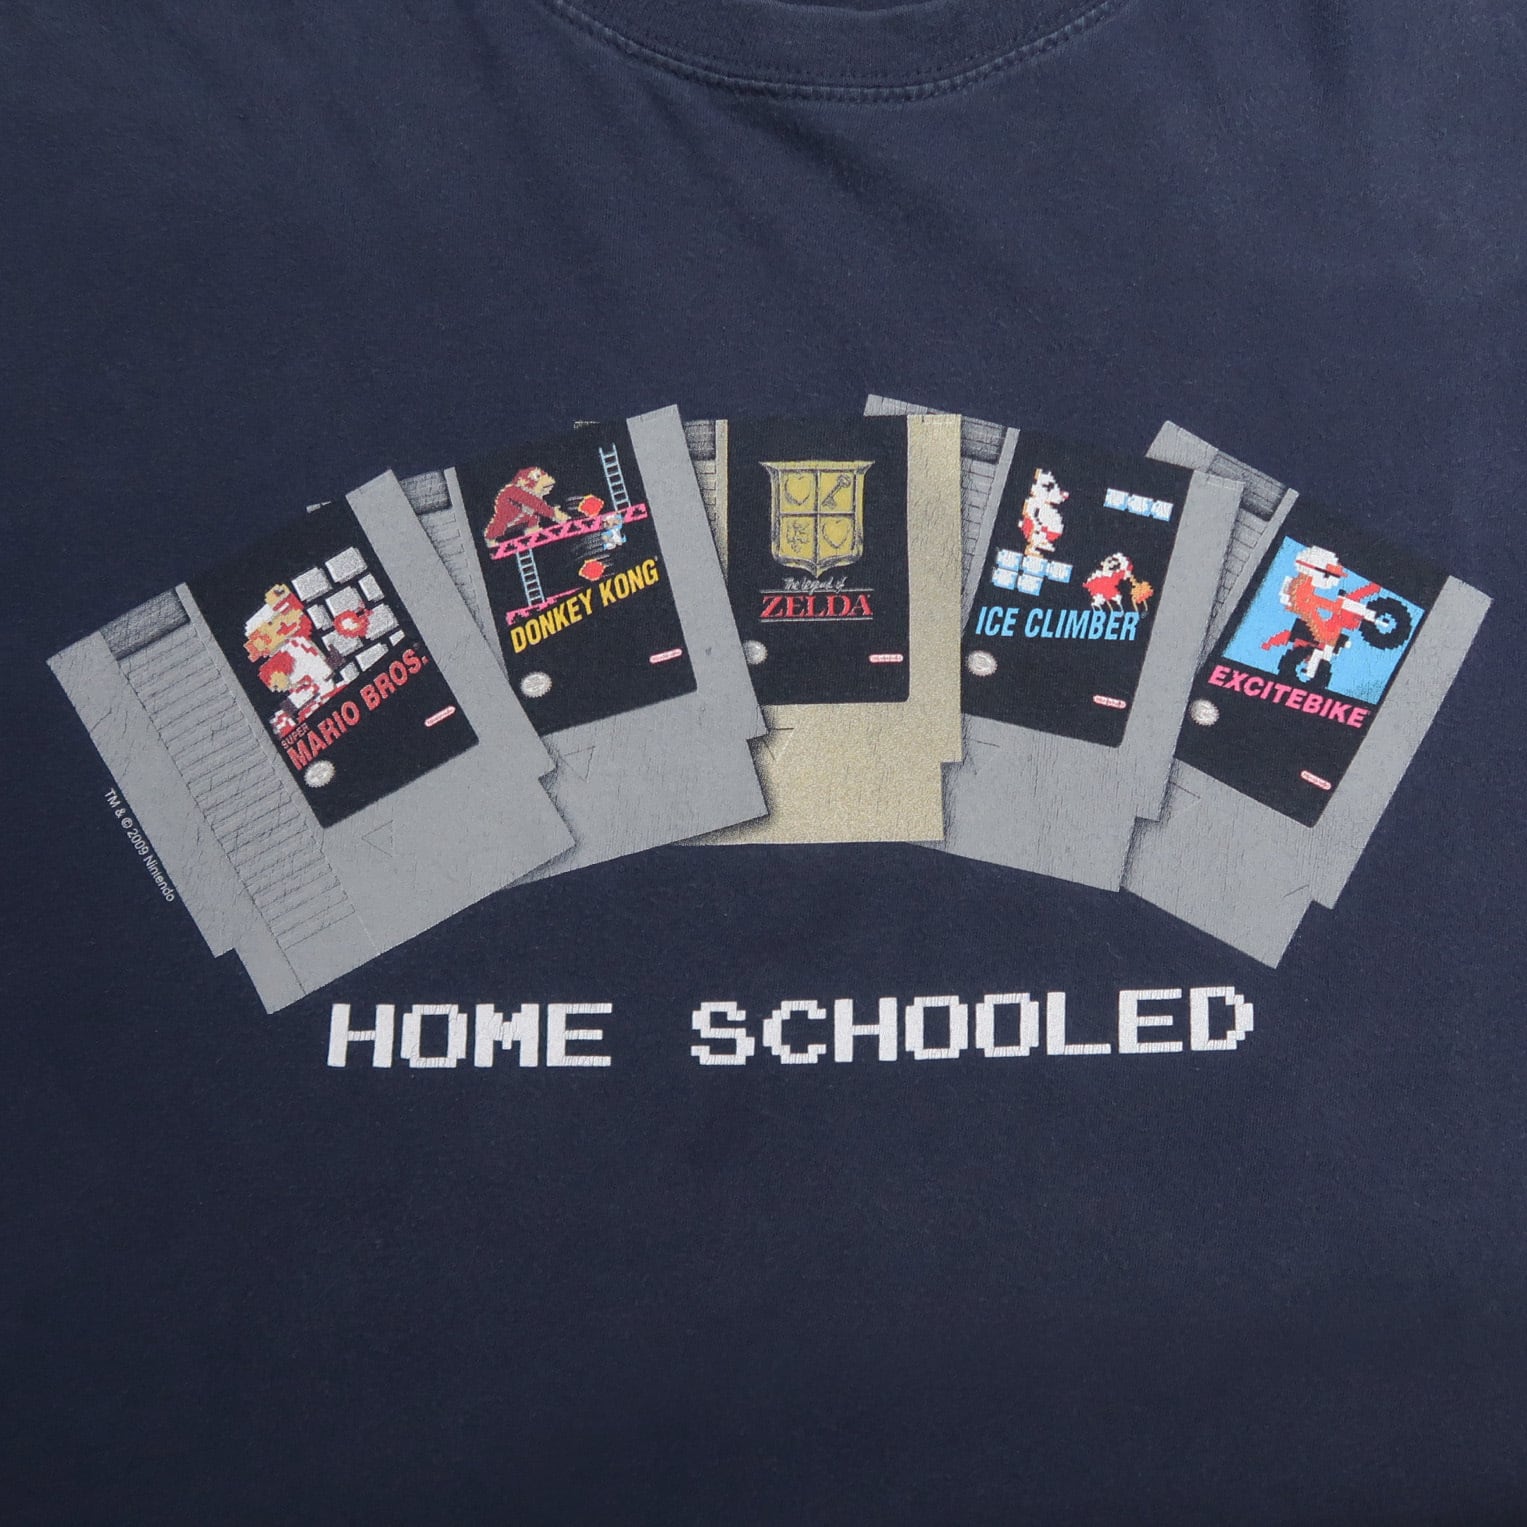 SUPER
MARIO BROS.
DONKEY KONG
The Legend of
ZELDA
ICE CLIMBER
EXCITEBIKE
TM & © 2009 Nintendo
HOME SCHOOLED